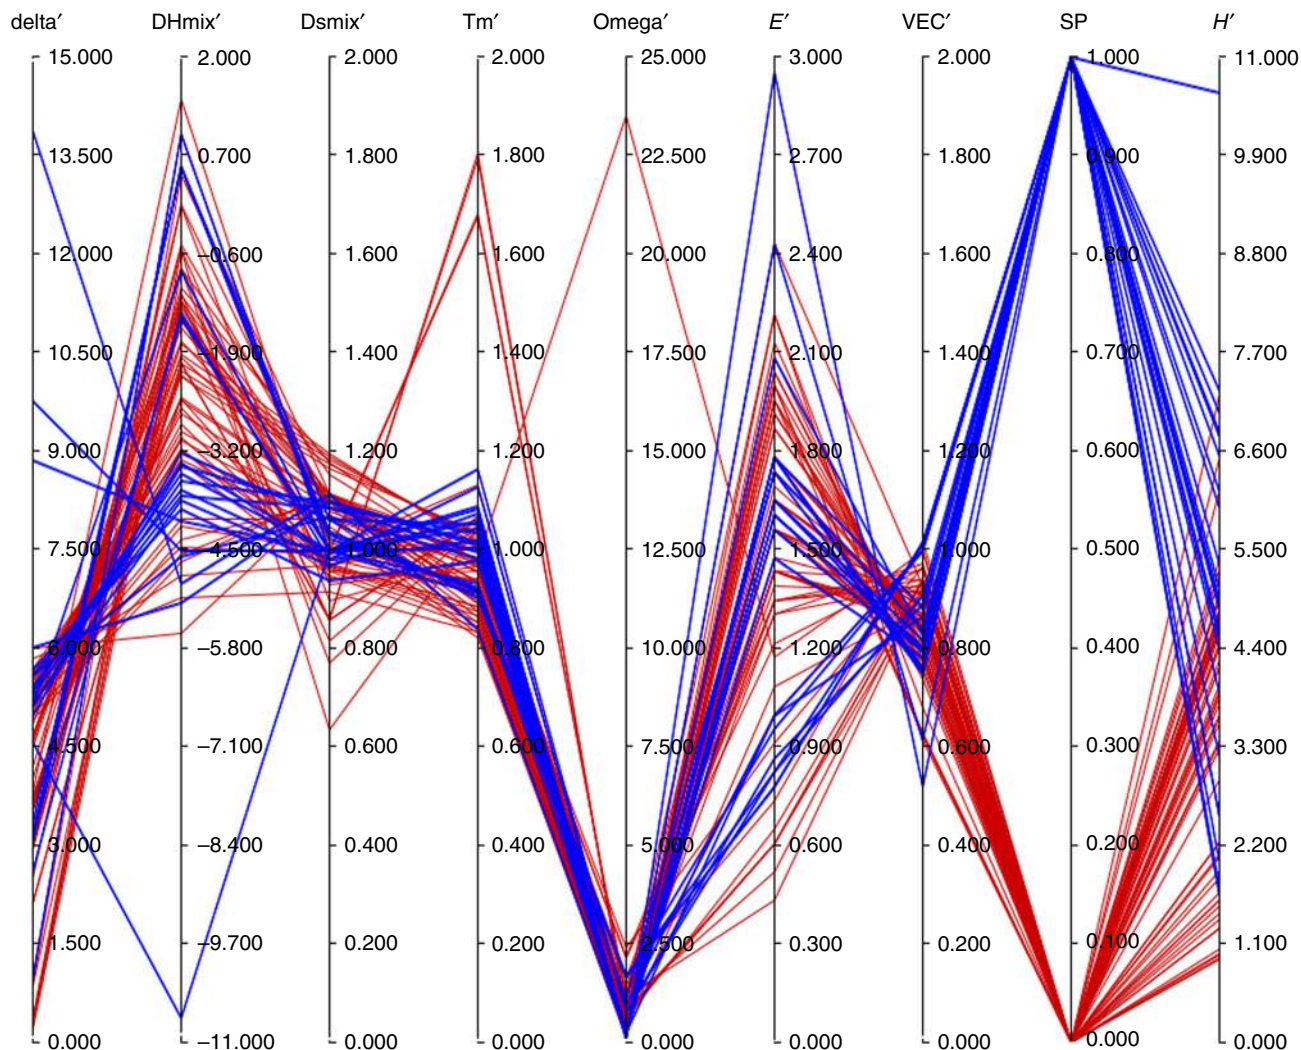 delta′ DHmix′ Dsmix′ Tm′ Omega′ E′ VEC′ SP H′
15.000 2.000 2.000 2.000 25.000 3.000 2.000 1.000 11.000
13.500 0.700 1.800 1.800 22.500 2.700 1.800 0.900 9.900
12.000 −0.600 1.600 1.600 20.000 2.400 1.600 0.800 8.800
10.500 −1.900 1.400 1.400 17.500 2.100 1.400 0.700 7.700
9.000 −3.200 1.200 1.200 15.000 1.800 1.200 0.600 6.600
7.500 −4.500 1.000 1.000 12.500 1.500 1.000 0.500 5.500
6.000 −5.800 0.800 0.800 10.000 1.200 0.800 0.400 4.400
4.500 −7.100 0.600 0.600 7.500 0.900 0.600 0.300 3.300
3.000 −8.400 0.400 0.400 5.000 0.600 0.400 0.200 2.200
1.500 −9.700 0.200 0.200 2.500 0.300 0.200 0.100 1.100
0.000 −11.000 0.000 0.000 0.000 0.000 0.000 0.000 0.000